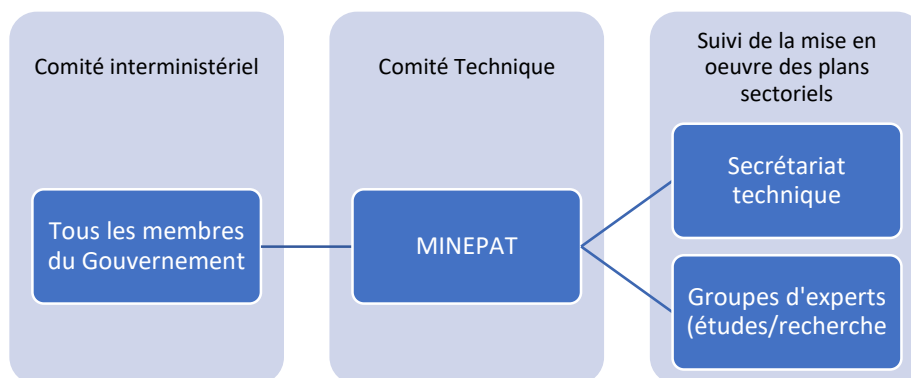 Comité interministériel
Tous les membres
du Gouvernement
Comité Technique
MINEPAT
Suivi de la mise en
oeuvre des plans
sectoriels
Secrétariat
technique
Groupes d'experts
(études/recherche